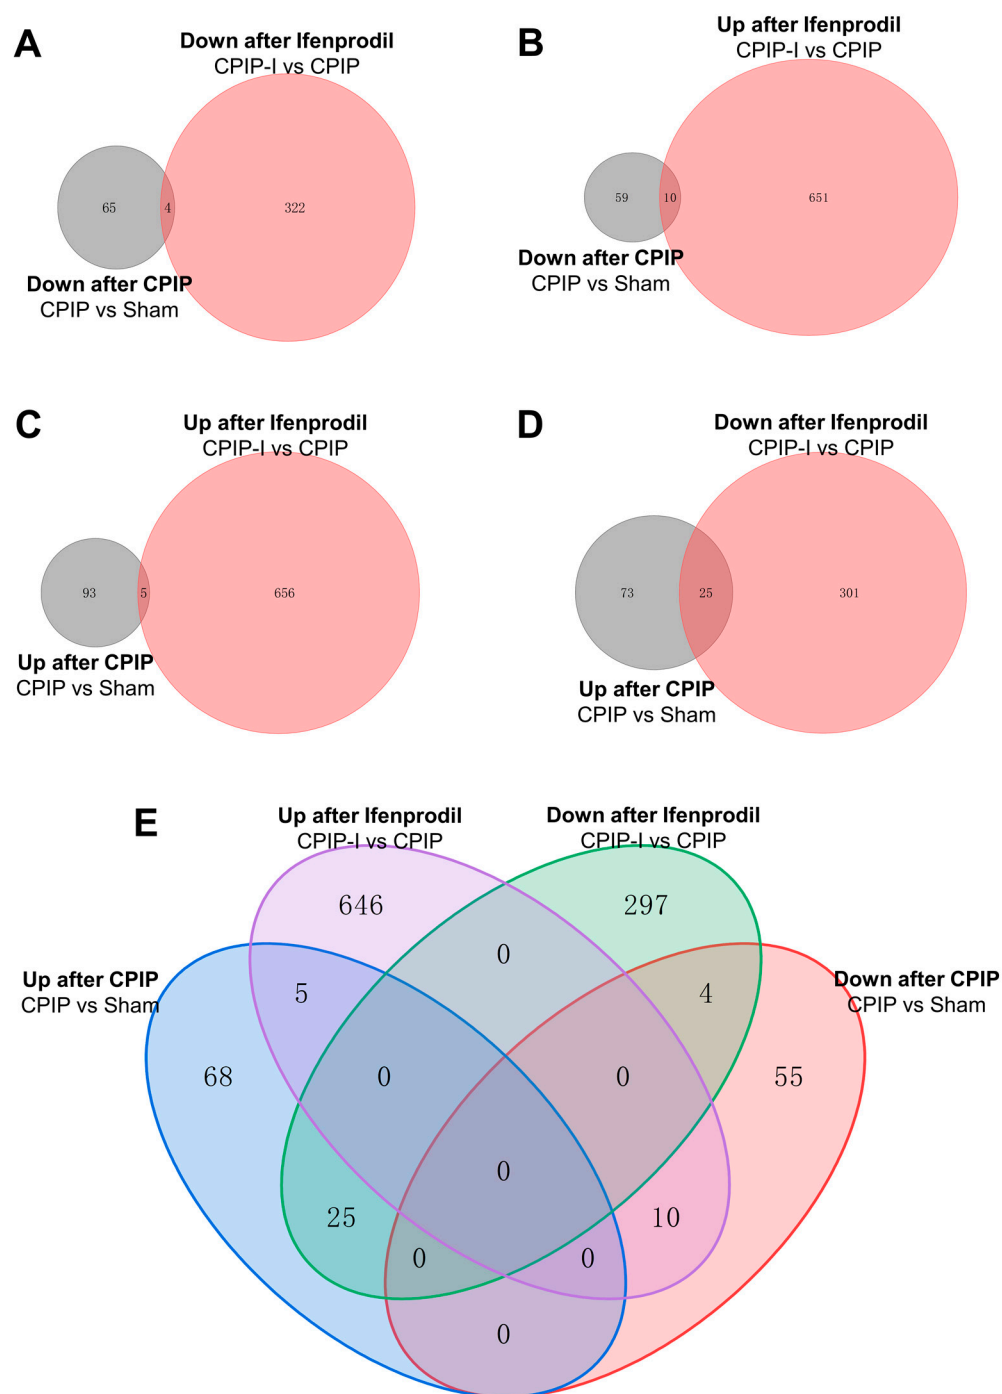 A
Down after Ifenprodil
CPIP-I vs CPIP
65
4
322
Down after CPIP
CPIP vs Sham
B
Up after Ifenprodil
CPIP-I vs CPIP
59
10
651
Down after CPIP
CPIP vs Sham
C
Up after Ifenprodil
CPIP-I vs CPIP
93
5
656
Up after CPIP
CPIP vs Sham
D
Down after Ifenprodil
CPIP-I vs CPIP
73
25
301
Up after CPIP
CPIP vs Sham
E
Up after Ifenprodil
CPIP-I vs CPIP
Down after Ifenprodil
CPIP-I vs CPIP
Up after CPIP
CPIP vs Sham
Down after CPIP
CPIP vs Sham
646
297
0
5
4
68
0
0
55
0
25
10
0
0
0